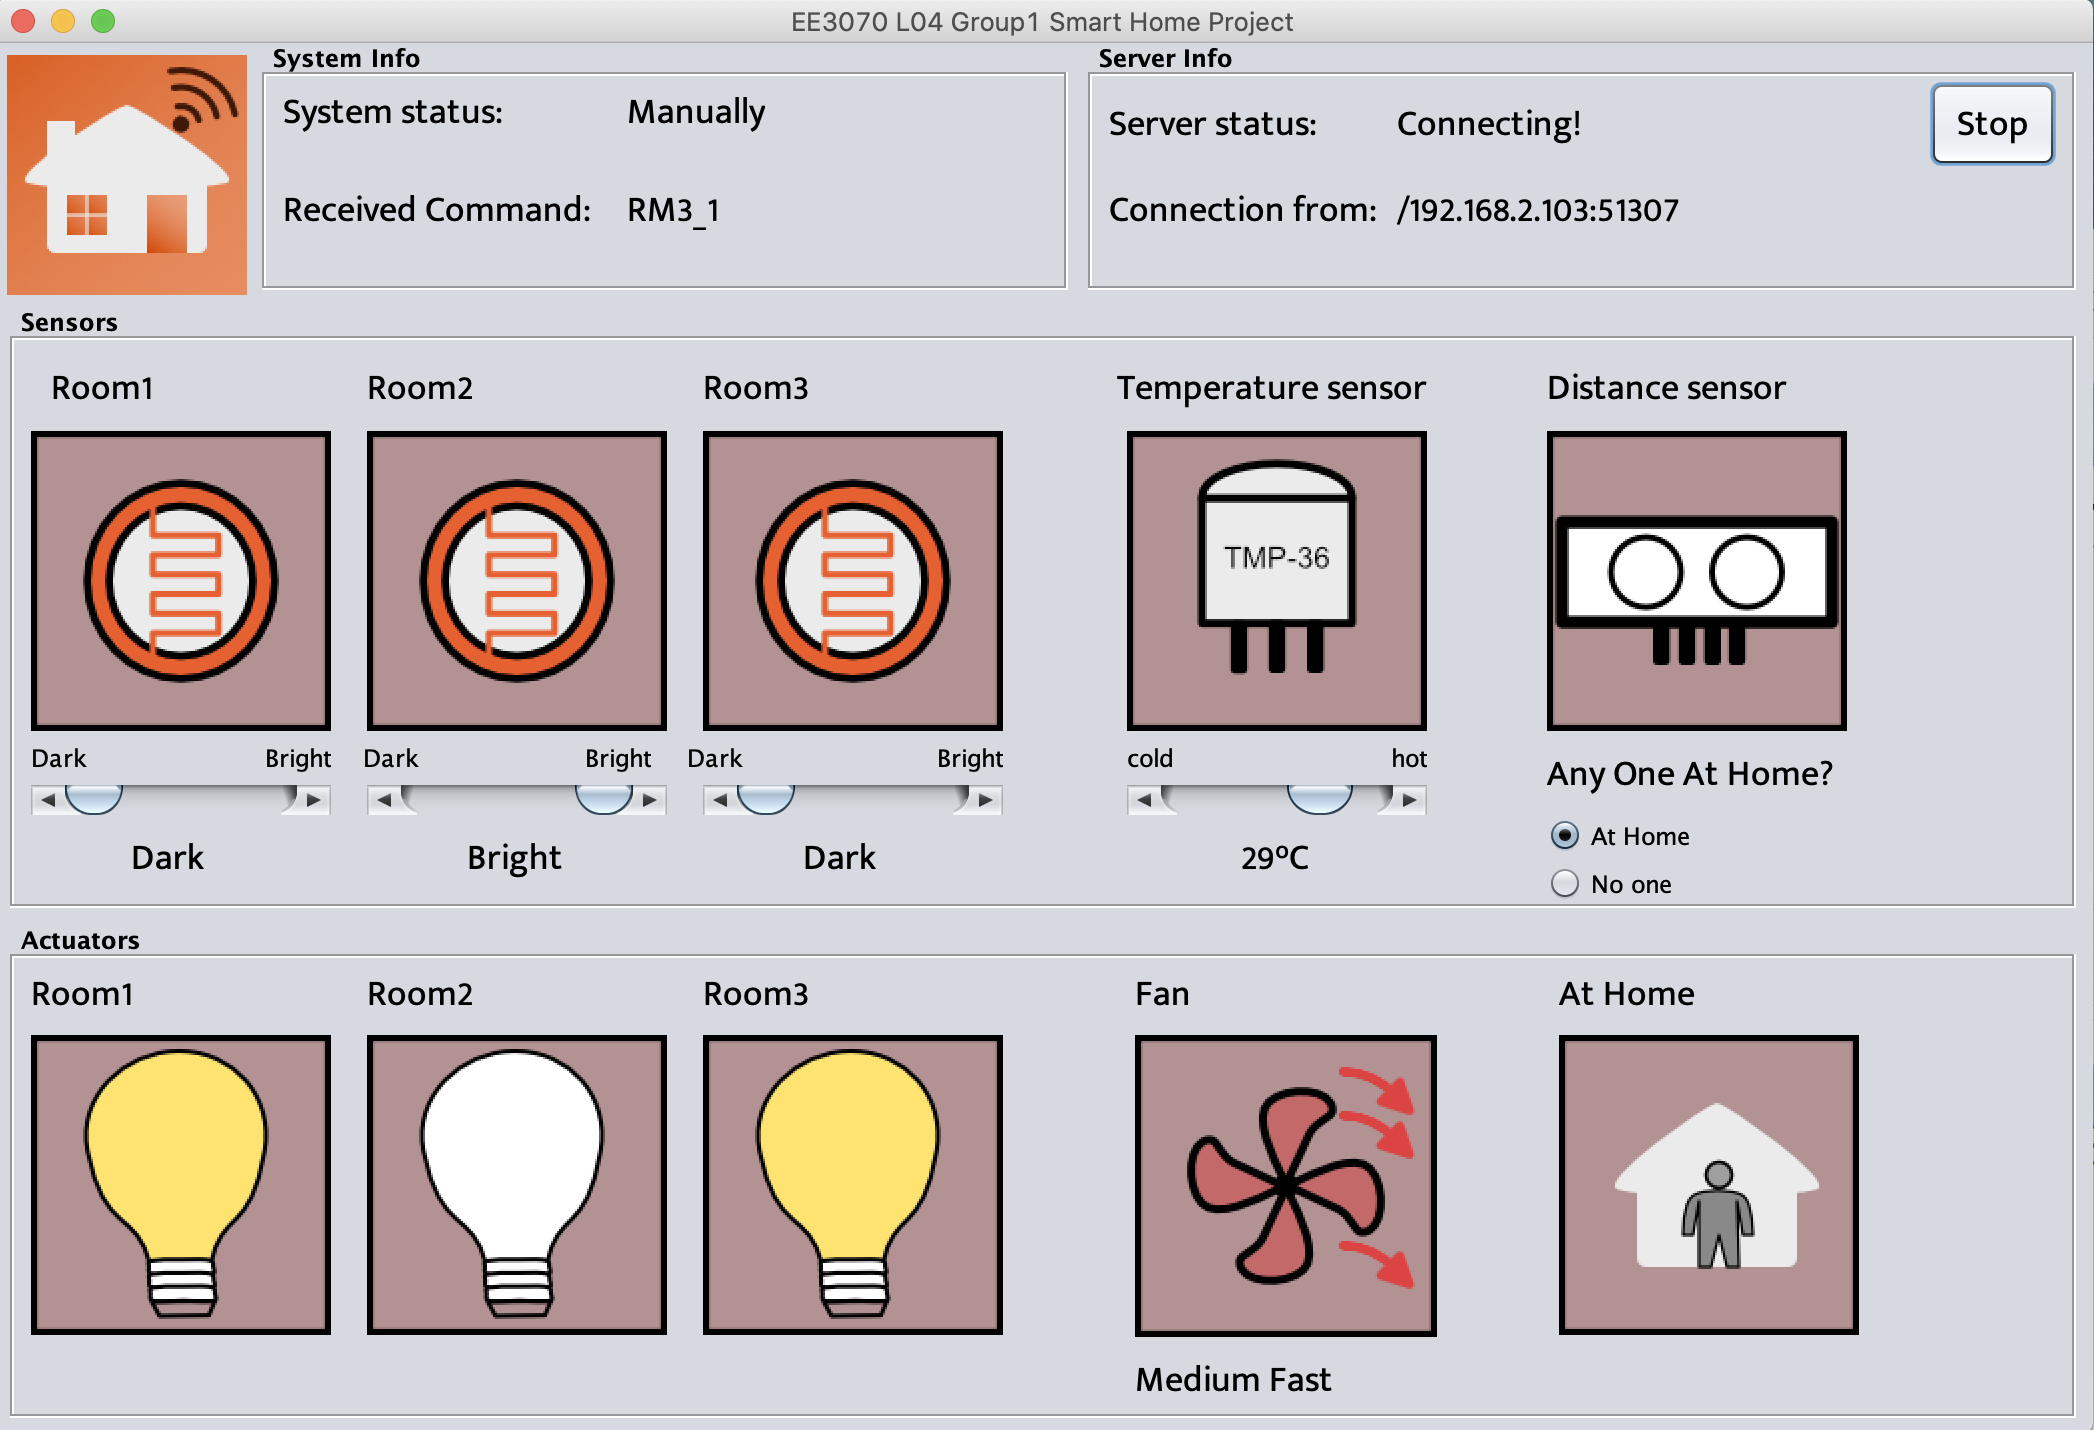 EE3070 L04 Group1 Smart Home Project
System Info
System status: Manually
Received Command: RM3_1
Server Info
Server status: Connecting!
Stop
Connection from: /192.168.2.103:51307
Sensors
Room1 Room2 Room3 Temperature sensor Distance sensor
TMP-36
Dark Bright Dark Bright Dark Bright cold hot
Any One At Home?
At Home
Dark Bright Dark 29ºC
No one
Actuators
Room1 Room2 Room3 Fan At Home
Medium Fast